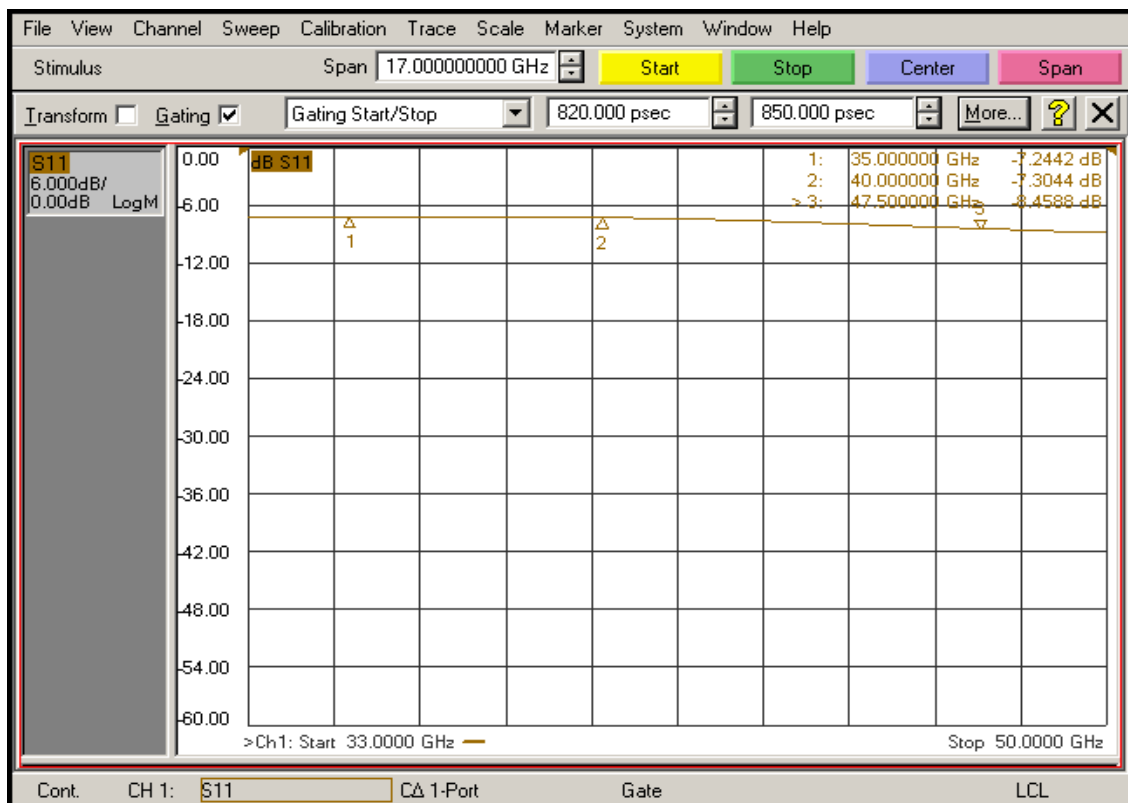 File View Channel Sweep Calibration Trace Scale Marker System Window Help
Stimulus Span 17.000000000 GHz Start Stop Center Span
Transform Gating Gating Start/Stop 820.000 psec 850.000 psec More... ?
S11
6.000dB/
0.00dB LogM
dB S11
1: 35.000000 GHz -7.2442 dB
2: 40.000000 GHz -7.3044 dB
> 3: 47.500000 GHz -8.4588 dB
0.00
-6.00
-12.00
-18.00
-24.00
-30.00
-36.00
-42.00
-48.00
-54.00
-60.00
1
2
3
>Ch1: Start 33.0000 GHz Stop 50.0000 GHz
Cont. CH 1: S11 CΔ 1-Port Gate LCL